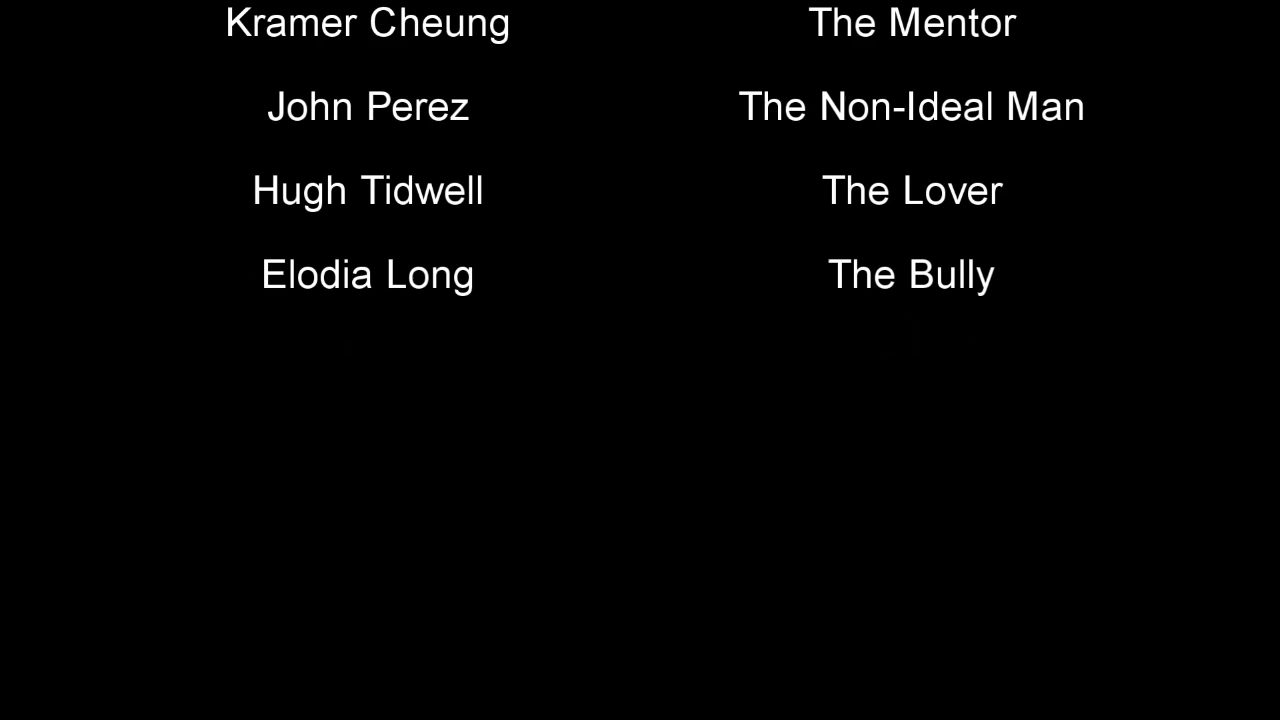 Kramer Cheung The Mentor
John Perez The Non-Ideal Man
Hugh Tidwell The Lover
Elodia Long The Bully